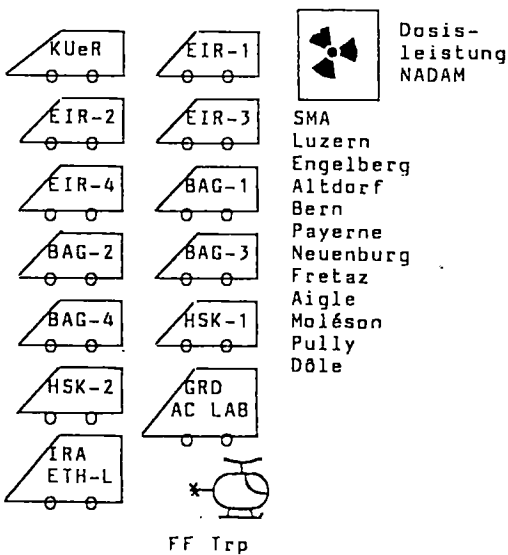 KUeR
EIR-1
EIR-2
EIR-3
EIR-4
BAG-1
BAG-2
BAG-3
BAG-4
HSK-1
HSK-2
GRD
AC LAB
IRA
ETH-L
FF Trp
Dosis-
leistung
NADAM
SMA
Luzern
Engelberg
Altdorf
Bern
Payerne
Neuenburg
Fretaz
Aigle
Moléson
Pully
Dôle